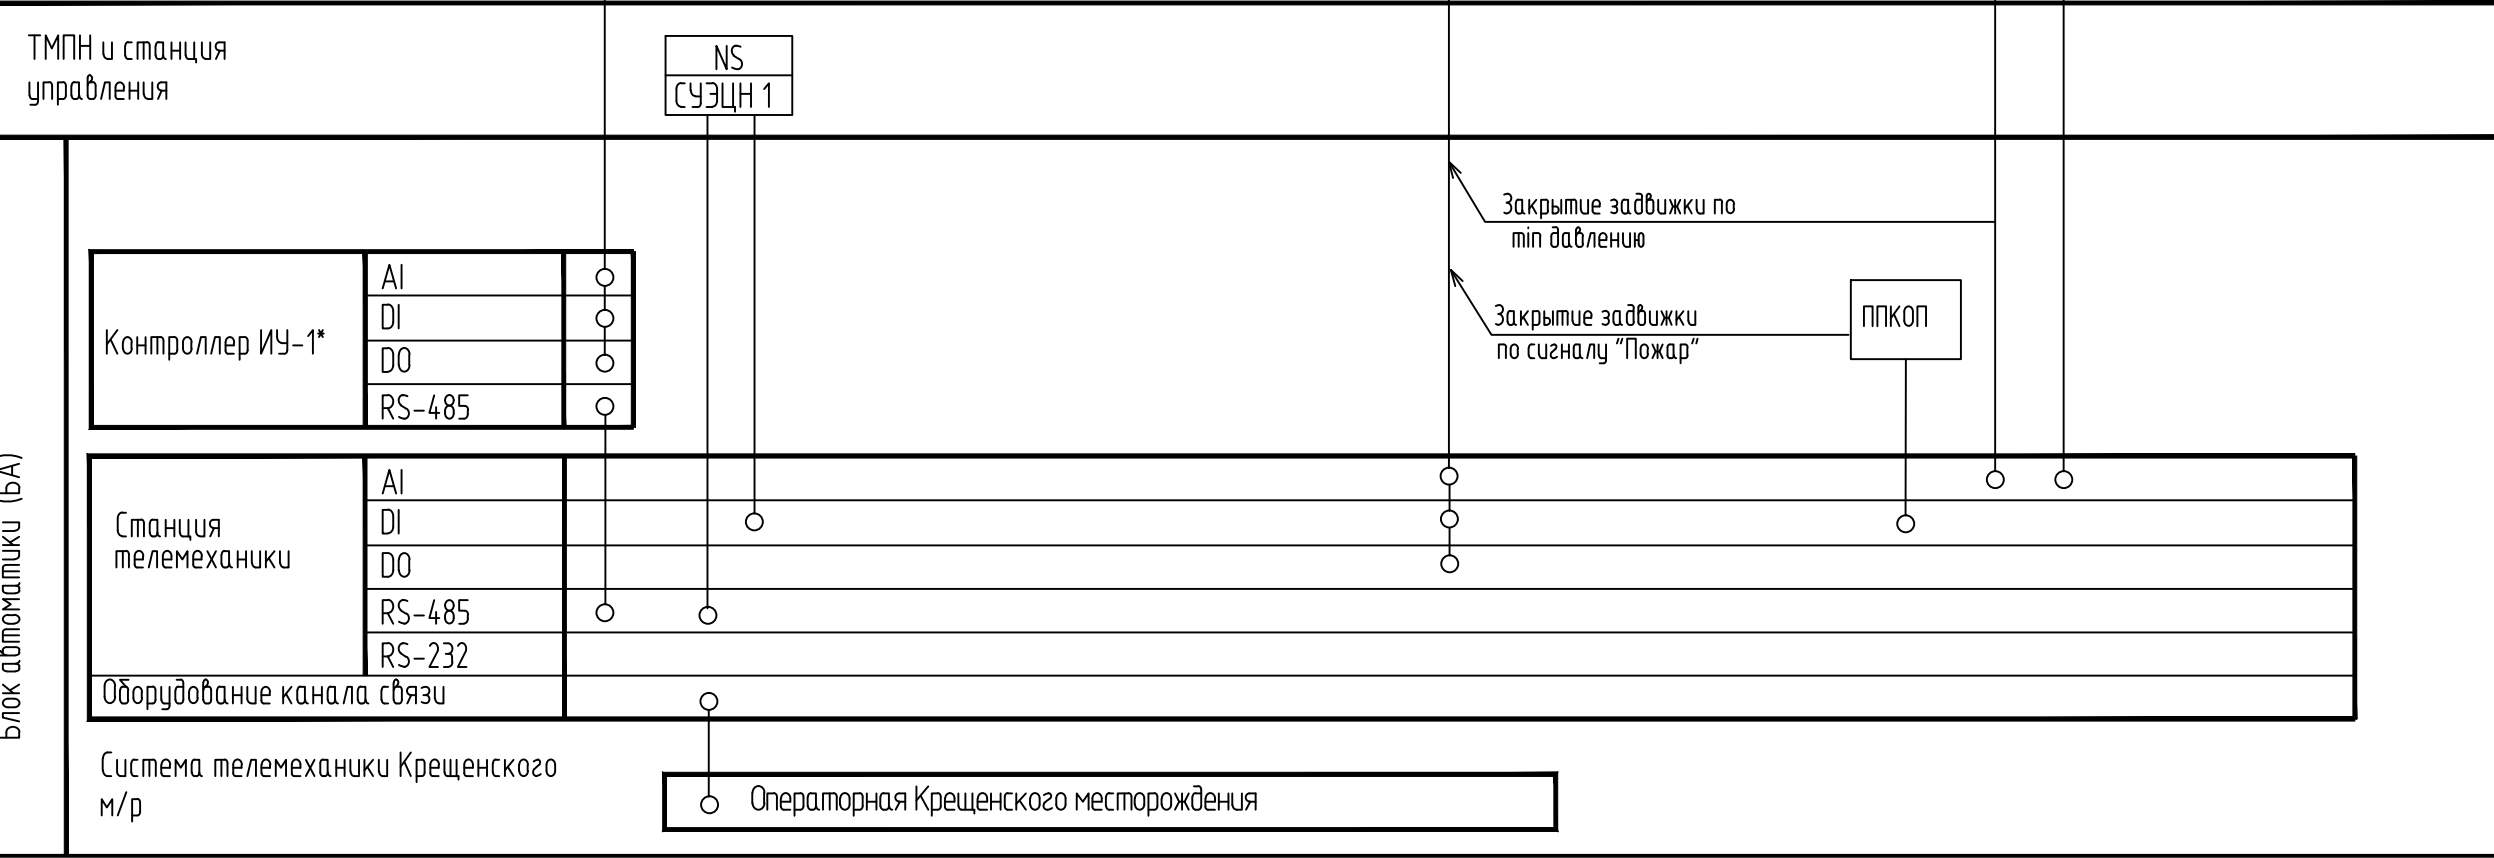 ТМПН и станция
управления
NS
СУЭЦН 1
Закрытие задвижки по
min давлению
Закрытие задвижки
по сигналу "Пожар"
ППКОП
Контроллер ИУ-1*
AI
DI
DO
RS-485
Блок автоматики (БА)
Станция
телемеханики
AI
DI
DO
RS-485
RS-232
Оборудование канала связи
Система телемеханики Крещенского
м/р
Операторная Крещенского месторождения